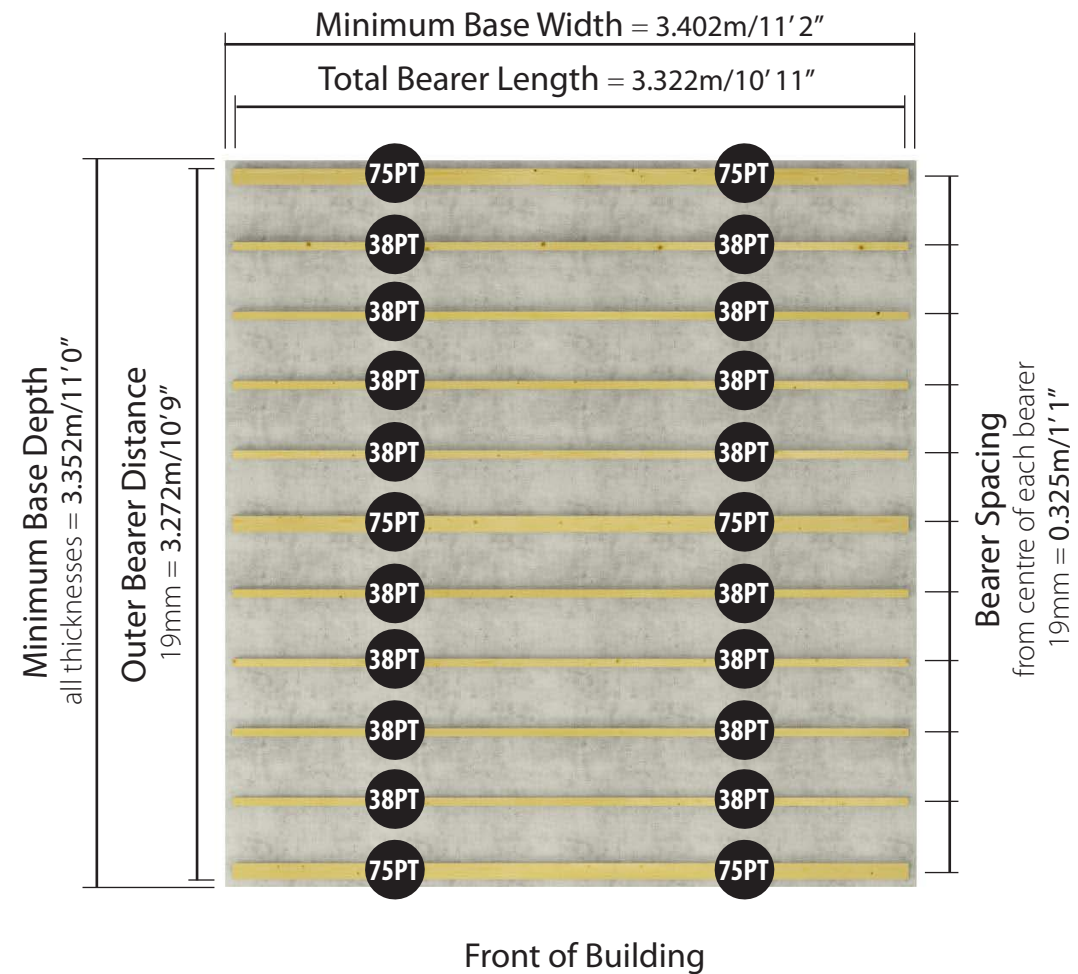 Minimum Base Width = 3.402m/11’ 2”
Total Bearer Length = 3.322m/10’ 11”
75PT 75PT
38PT 38PT
38PT 38PT
38PT 38PT
38PT 38PT
75PT 75PT
38PT 38PT
38PT 38PT
38PT 38PT
38PT 38PT
75PT 75PT
Minimum Base Depth
all thicknesses = 3.352m/11’ 0”
Outer Bearer Distance
19mm = 3.272m/10’ 9”
Bearer Spacing
from centre of each bearer
19mm = 0.325m/1’ 1”
Front of Building